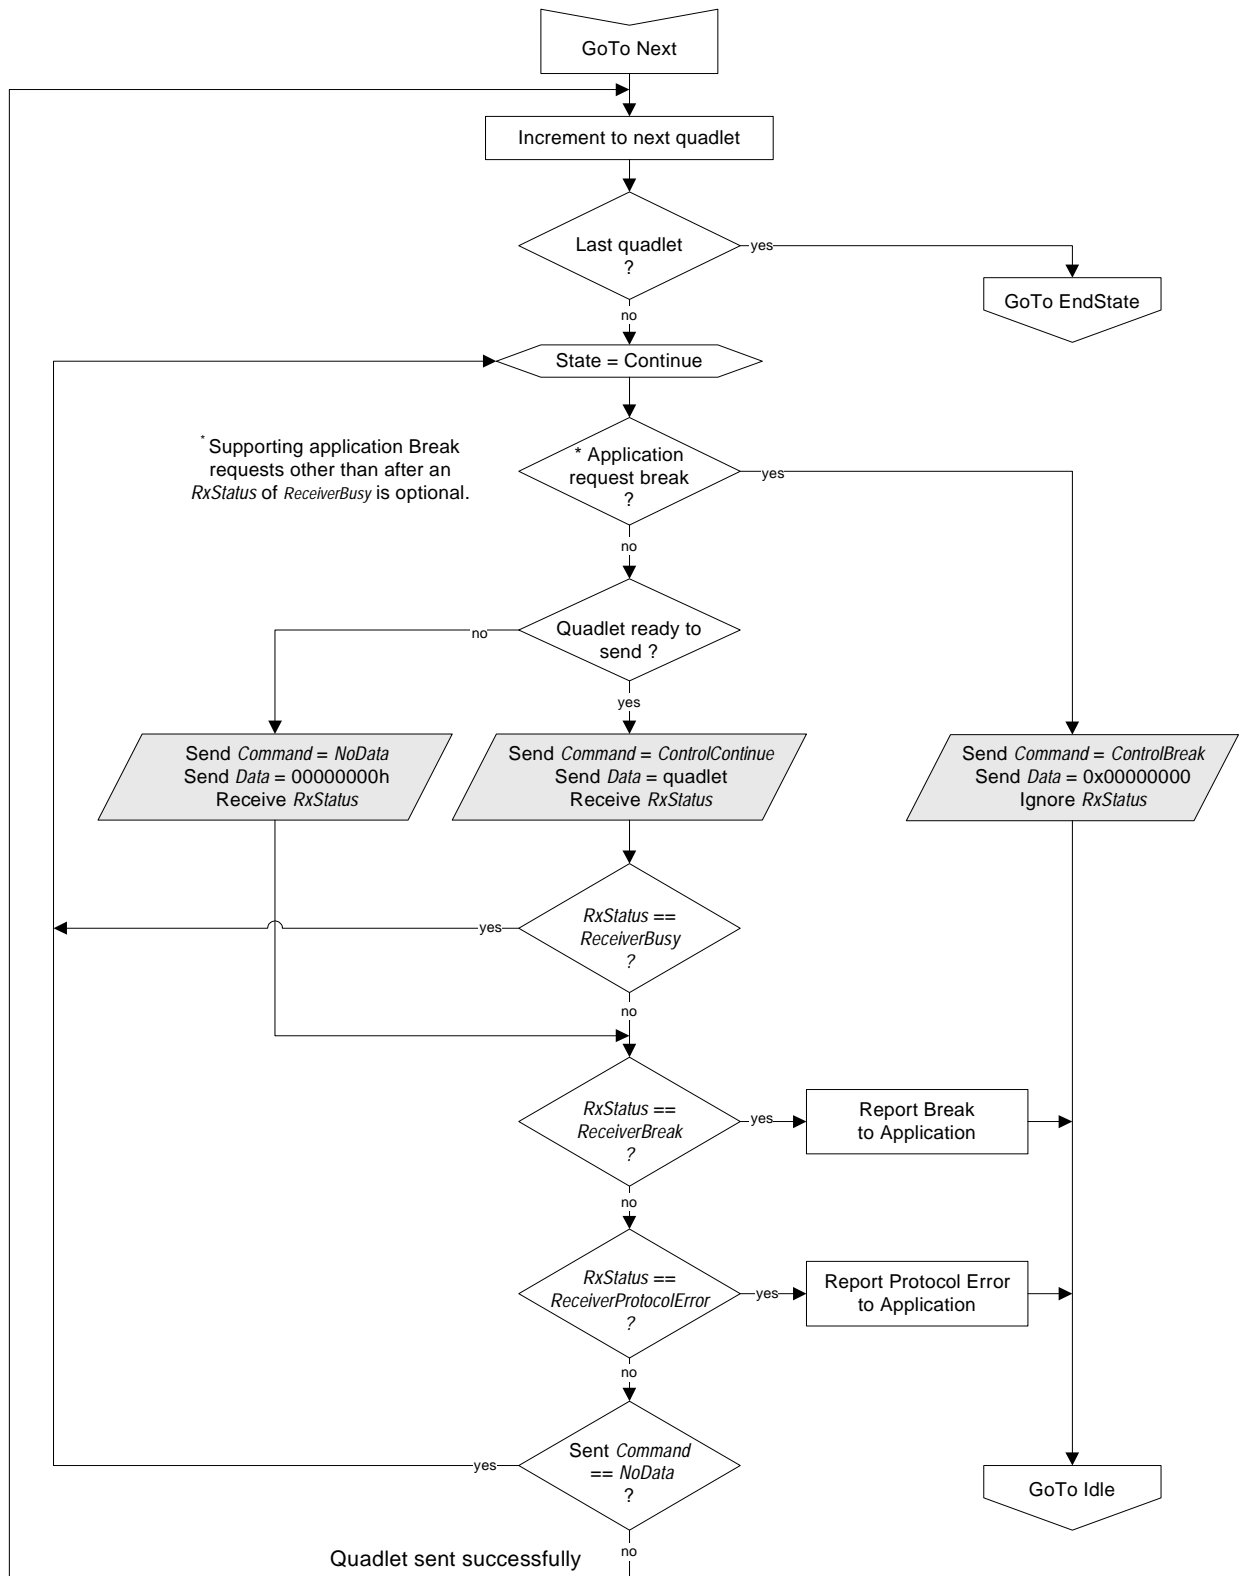 GoTo Next
Increment to next quadlet
Last quadlet
?
yes
GoTo EndState
no
State = Continue
* Supporting application Break
requests other than after an
RxStatus of ReceiverBusy is optional.
* Application
request break
?
yes
no
Quadlet ready to
send ?
no
yes
Send Command = NoData
Send Data = 00000000h
Receive RxStatus
Send Command = ControlContinue
Send Data = quadlet
Receive RxStatus
Send Command = ControlBreak
Send Data = 0x00000000
Ignore RxStatus
RxStatus ==
ReceiverBusy
?
yes
no
RxStatus ==
ReceiverBreak
?
yes
Report Break
to Application
no
RxStatus ==
ReceiverProtocolError
?
yes
Report Protocol Error
to Application
no
Sent Command
== NoData
?
yes
GoTo Idle
no
Quadlet sent successfully